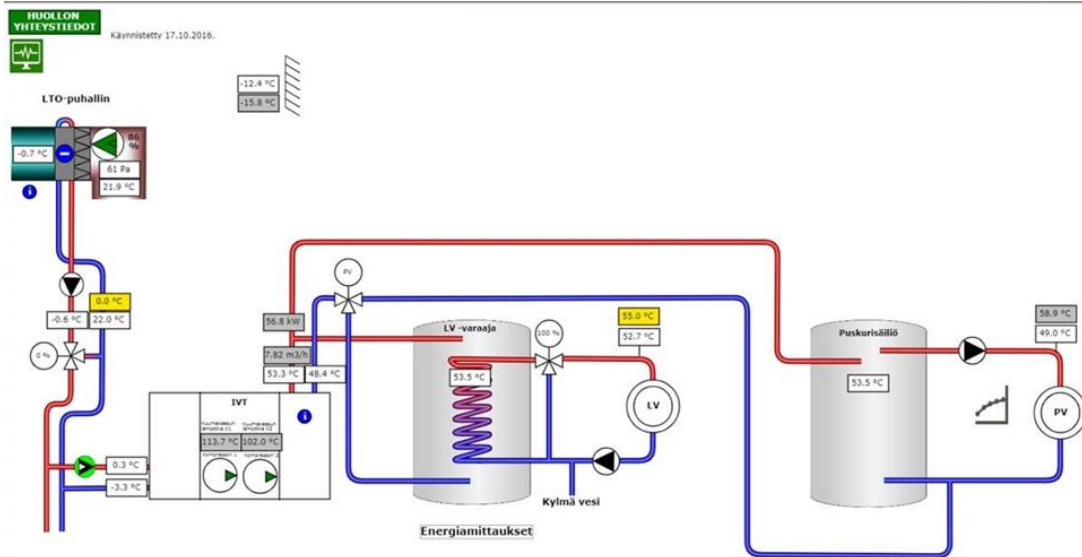 HUOLLON
YHTEYSTIEDOT
Käynnistetty 17.10.2016.
-12.4 °C
-15.8 °C
LTO-puhallin
86
%
-0.7 °C
61 Pa
21.9 °C
i
PV
0.0 °C
-0.6 °C
22.0 °C
0 %
56.8 kW
7.82 m3/h
53.3 °C
48.4 °C
LV -varaaja
100 %
55.0 °C
52.7 °C
53.5 °C
LV
Kylmä vesi
Puskurisäiliö
53.5 °C
58.9 °C
49.0 °C
PV
IVT
i
113.7 °C
102.0 °C
0.3 °C
-3.3 °C
Energiamittaukset